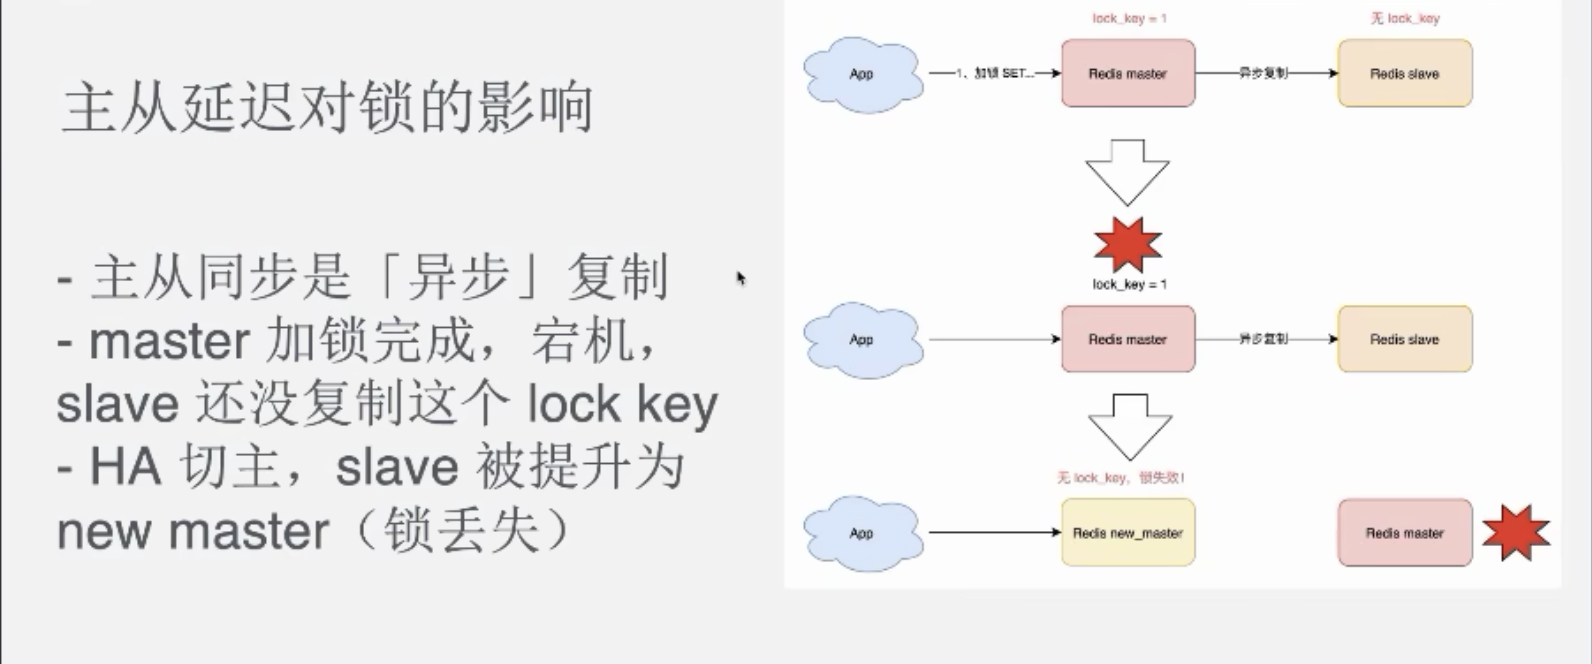 主从延迟对锁的影响
- 主从同步是「异步」复制
- master 加锁完成，宕机，
slave 还没复制这个 lock key
- HA 切主，slave 被提升为
new master（锁丢失）
lock_key = 1
无 lock_key
App
1、加锁 SET...
Redis master
异步复制
Redis slave
lock_key = 1
App
Redis master
异步复制
Redis slave
无 lock_key，锁失效！
App
Redis new_master
Redis master